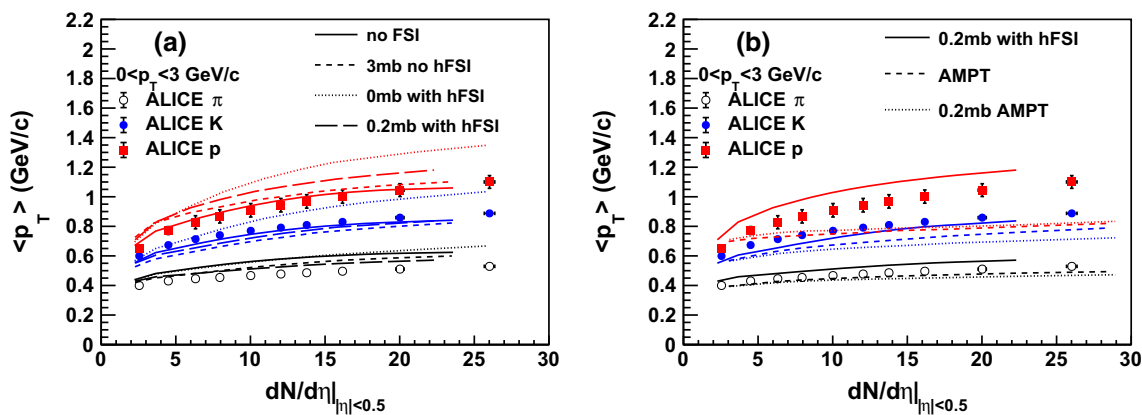 (a)
no FSI
3mb no hFSI
0mb with hFSI
0.2mb with hFSI
0<p_T<3 GeV/c
ALICE π
ALICE K
ALICE p
<p_T> (GeV/c)
2.2
2
1.8
1.6
1.4
1.2
1
0.8
0.6
0.4
0.2
0
0 5 10 15 20 25 30
dN/dη|_|η|<0.5
(b)
0.2mb with hFSI
AMPT
0.2mb AMPT
0<p_T<3 GeV/c
ALICE π
ALICE K
ALICE p
<p_T> (GeV/c)
2.2
2
1.8
1.6
1.4
1.2
1
0.8
0.6
0.4
0.2
0
0 5 10 15 20 25 30
dN/dη|_|η|<0.5